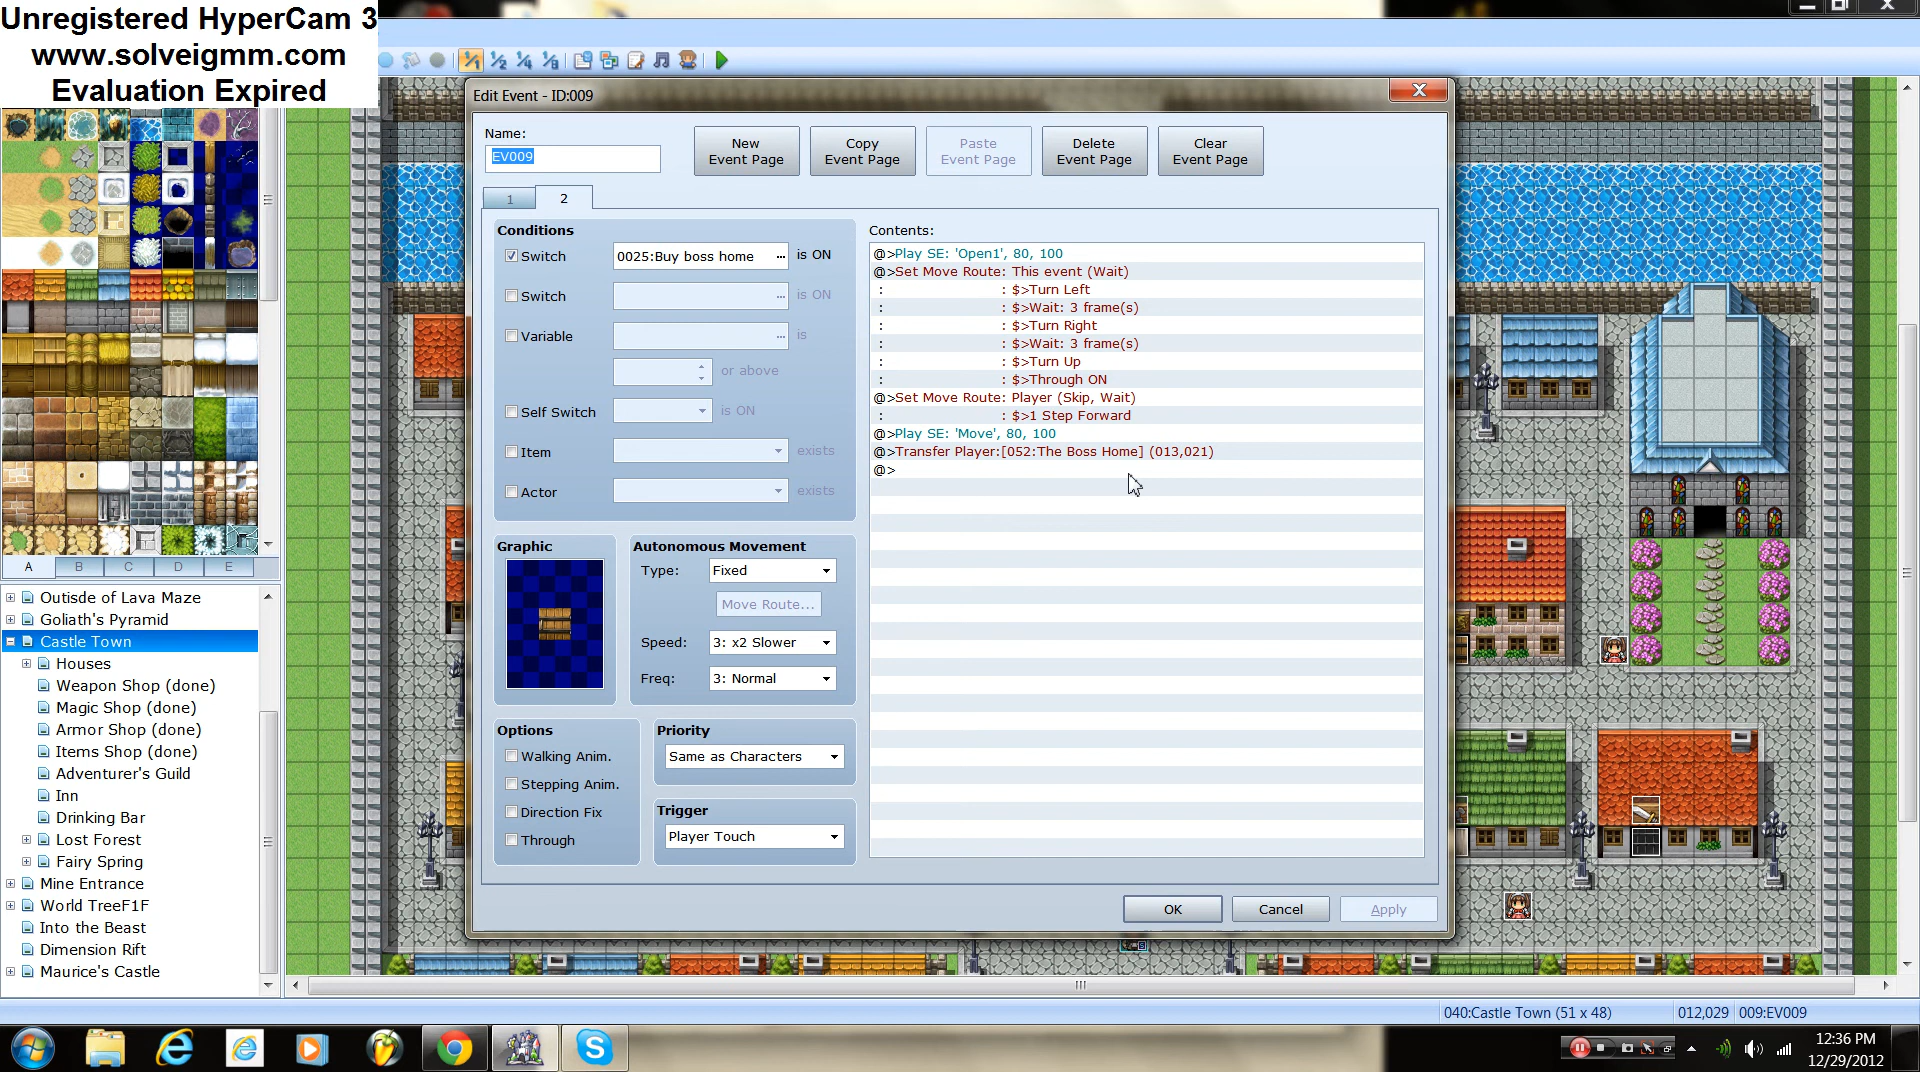 Unregistered HyperCam 3
www.solveigmm.com
Evaluation Expired
Edit Event - ID:009
Name:
EV009
New Event Page
Copy Event Page
Paste Event Page
Delete Event Page
Clear Event Page
1
2
Conditions
Switch 0025:Buy boss home ... is ON
Switch ... is ON
Variable ... is
or above
Self Switch is ON
Item exists
Actor exists
Graphic
Autonomous Movement
Type: Fixed
Move Route...
Speed: 3: x2 Slower
Freq: 3: Normal
Options
Walking Anim.
Stepping Anim.
Direction Fix
Through
Priority
Same as Characters
Trigger
Player Touch
Contents:
@>Play SE: 'Open1', 80, 100
@>Set Move Route: This event (Wait)
: : $>Turn Left
: : $>Wait: 3 frame(s)
: : $>Turn Right
: : $>Wait: 3 frame(s)
: : $>Turn Up
: : $>Through ON
@>Set Move Route: Player (Skip, Wait)
: : $>1 Step Forward
@>Play SE: 'Move', 80, 100
@>Transfer Player:[052:The Boss Home] (013,021)
@>
OK
Cancel
Apply
A B C D E
Outisde of Lava Maze
Goliath's Pyramid
Castle Town
Houses
Weapon Shop (done)
Magic Shop (done)
Armor Shop (done)
Items Shop (done)
Adventurer's Guild
Inn
Drinking Bar
Lost Forest
Fairy Spring
Mine Entrance
World TreeF1F
Into the Beast
Dimension Rift
Maurice's Castle
040:Castle Town (51 x 48)
012,029
009:EV009
12:36 PM
12/29/2012